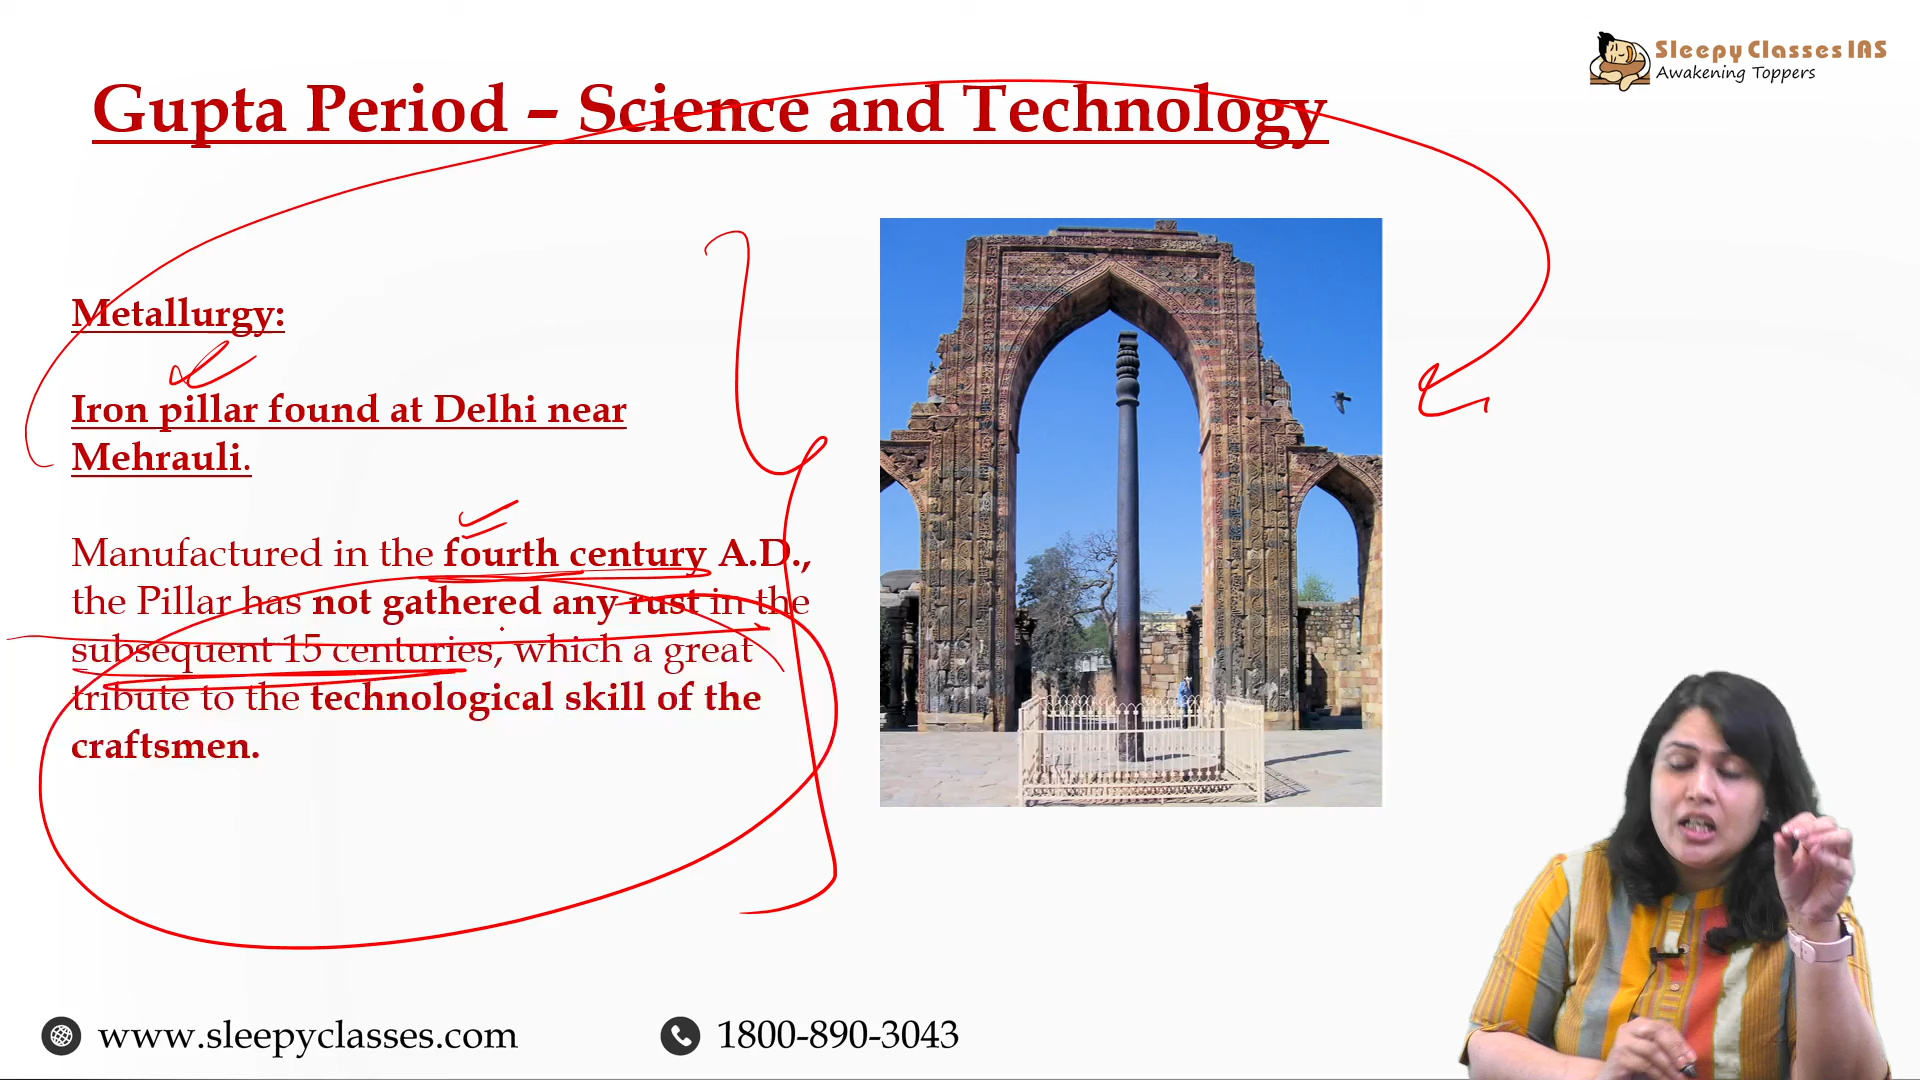 Sleepy Classes IAS
Awakening Toppers
Gupta Period – Science and Technology
Metallurgy:
Iron pillar found at Delhi near
Mehrauli.
Manufactured in the fourth century A.D.,
the Pillar has not gathered any rust in the
subsequent 15 centuries, which a great
tribute to the technological skill of the
craftsmen.
www.sleepyclasses.com
1800-890-3043